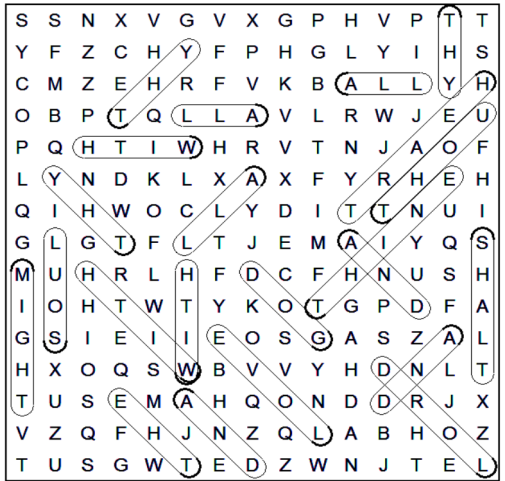 S S N X V G V X G P H V P T T
Y F Z C H Y F P H G L Y I H S
C M Z E H R F V K B A L L Y H
O B P T Q L L A V L R W J E U
P Q H T I W H R V T N J A O F
L Y N D K L X A X F Y R H E H
Q I H W O C L Y D I T T N U I
G L G T F L T J E M A I Y Q S
M U H R L H F D C F H N U S H
I O H T W T Y K O T G P D F A
G S I E I I E O S G A S Z A L
H X O Q S W B V V Y H D N L T
T U S E M A H Q O N D D R J X
V Z Q F H J N Z Q L A B H O Z
T U S G W T E D Z W N J T E L